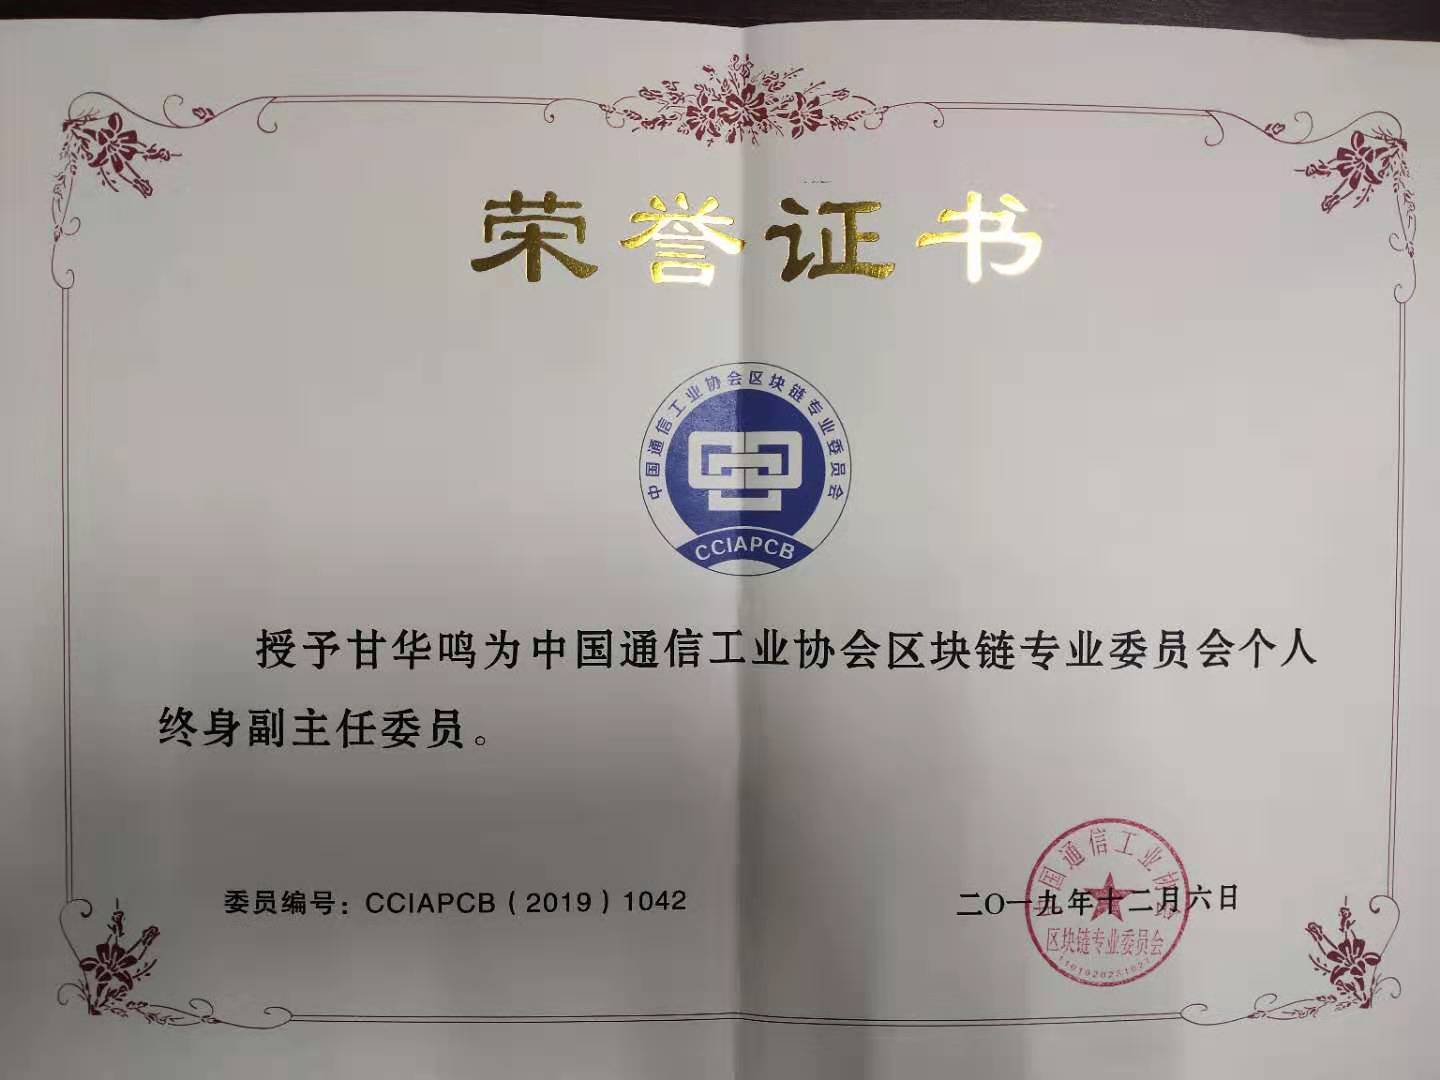 荣誉证书
中国通信工业协会区块链专业委员会
CCIAPCB
授予甘华鸣为中国通信工业协会区块链专业委员会个人
终身副主任委员。
委员编号：CCIAPCB（2019）1042
二〇一九年十二月六日
中国通信工业协会
区块链专业委员会